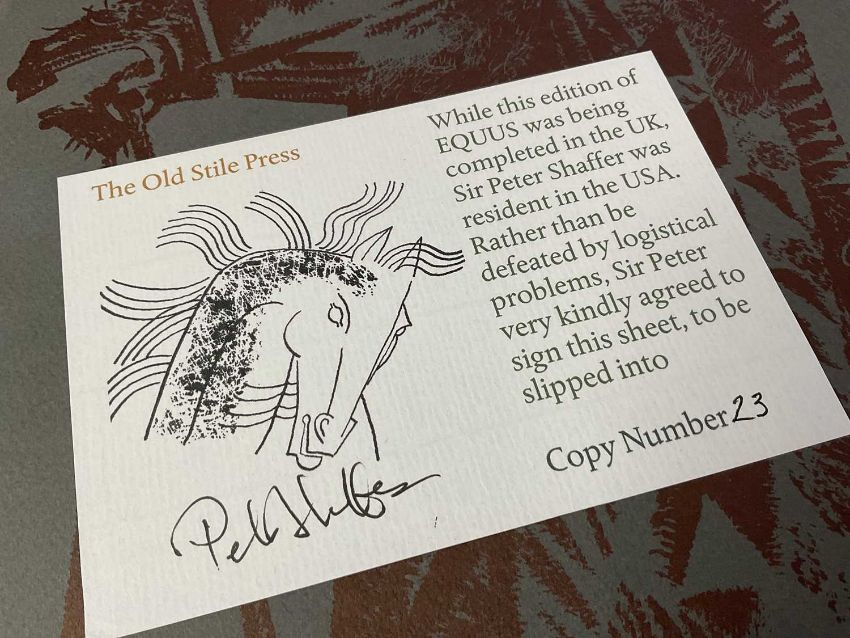 The Old Stile Press
While this edition of
EQUUS was being
completed in the UK,
Sir Peter Shaffer was
resident in the USA.
Rather than be
defeated by logistical
problems, Sir Peter
very kindly agreed to
sign this sheet, to be
slipped into
Copy Number 23
Peter Shaffer